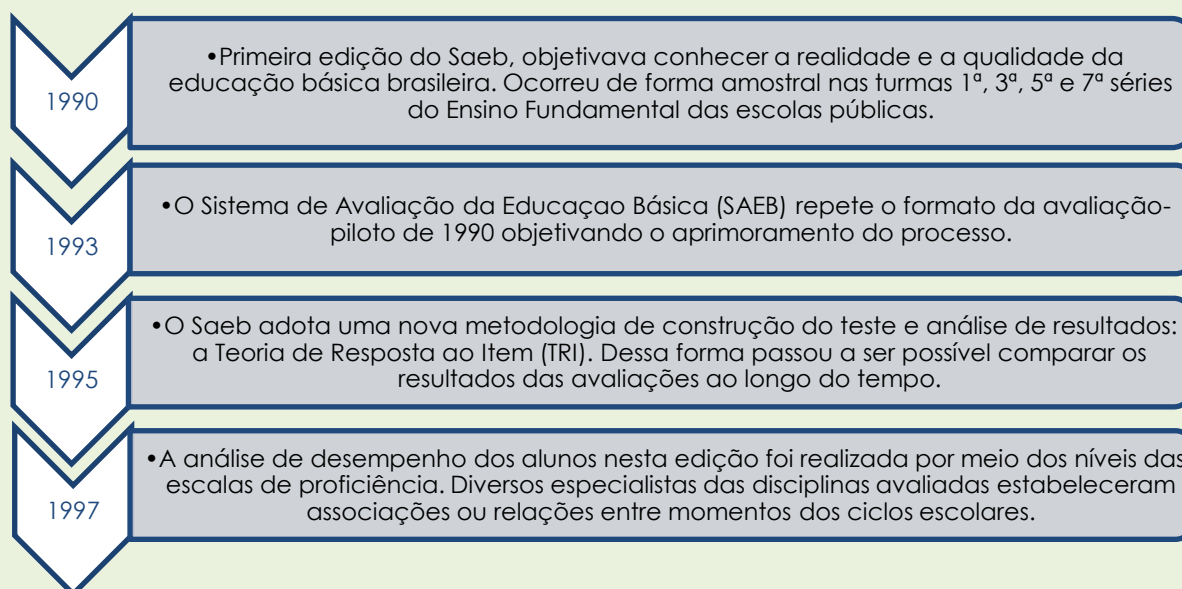 1990
•Primeira edição do Saeb, objetivava conhecer a realidade e a qualidade da
educação básica brasileira. Ocorreu de forma amostral nas turmas 1ª, 3ª, 5ª e 7ª séries
do Ensino Fundamental das escolas públicas.
1993
•O Sistema de Avaliação da Educaçao Básica (SAEB) repete o formato da avaliação-
piloto de 1990 objetivando o aprimoramento do processo.
1995
•O Saeb adota uma nova metodologia de construção do teste e análise de resultados:
a Teoria de Resposta ao Item (TRI). Dessa forma passou a ser possível comparar os
resultados das avaliações ao longo do tempo.
1997
•A análise de desempenho dos alunos nesta edição foi realizada por meio dos níveis das
escalas de proficiência. Diversos especialistas das disciplinas avaliadas estabeleceram
associações ou relações entre momentos dos ciclos escolares.